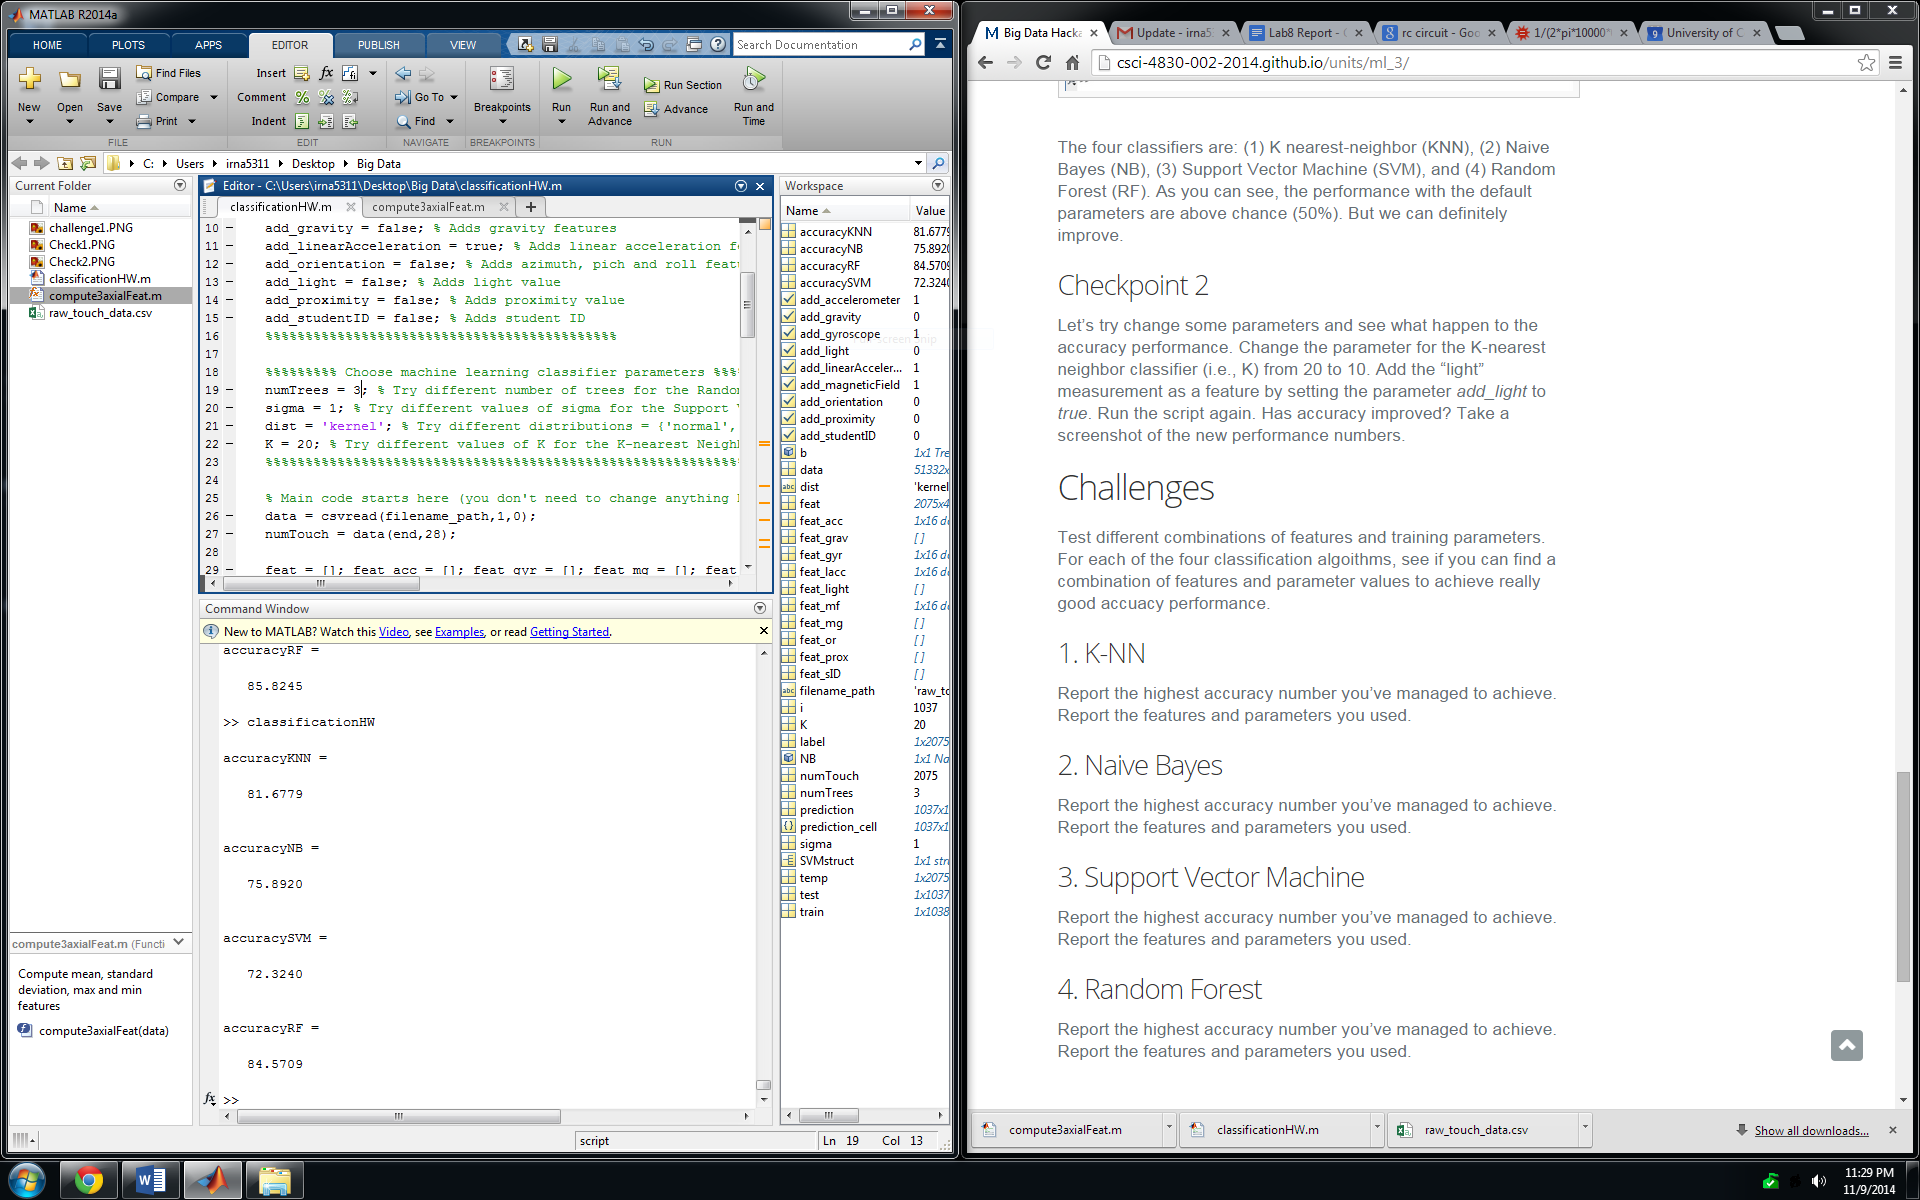 MATLAB R2014a
HOME PLOTS APPS EDITOR PUBLISH VIEW
Search Documentation
New Open Save
Find Files
Compare
Print
Insert
Comment
Indent
Go To
Find
Breakpoints
Run
Run and Advance
Run Section
Advance
Run and Time
FILE EDIT NAVIGATE BREAKPOINTS RUN
C: Users irna5311 Desktop Big Data
Current Folder
Name
challenge1.PNG
Check1.PNG
Check2.PNG
classificationHW.m
compute3axialFeat.m
raw_touch_data.csv
compute3axialFeat.m (Functi
Compute mean, standard
deviation, max and min
features
compute3axialFeat(data)
Editor - C:\Users\irna5311\Desktop\Big Data\classificationHW.m
classificationHW.m compute3axialFeat.m
10 add_gravity = false; % Adds gravity features
11 add_linearAcceleration = true; % Adds linear acceleration f
12 add_orientation = false; % Adds azimuth, pich and roll feat
13 add_light = false; % Adds light value
14 add_proximity = false; % Adds proximity value
15 add_studentID = false; % Adds student ID
16 %%%%%%%%%%%%%%%%%%%%%%%%%%%%%%%%%%%%%%%
17
18 %%%%%%%%% Choose machine learning classifier parameters %%%
19 numTrees = 3; % Try different number of trees for the Rando
20 sigma = 1; % Try different values of sigma for the Support
21 dist = 'kernel'; % Try different distributions = {'normal',
22 K = 20; % Try different values of K for the K-nearest Neigh
23 %%%%%%%%%%%%%%%%%%%%%%%%%%%%%%%%%%%%%%%%%%%%%%%%%%%%%
24
25 % Main code starts here (you don't need to change anything
26 data = csvread(filename_path,1,0);
27 numTouch = data(end,28);
28
29 feat = []; feat_acc = []; feat_gyr = []; feat_mg = []; feat
Command Window
New to MATLAB? Watch this Video, see Examples, or read Getting Started.
accuracyRF =
85.8245
>> classificationHW
accuracyKNN =
81.6779
accuracyNB =
75.8920
accuracySVM =
72.3240
accuracyRF =
84.5709
fx >>
script
Ln 19 Col 13
Workspace
Name Value
accuracyKNN 81.6779
accuracyNB 75.8920
accuracyRF 84.5709
accuracySVM 72.3240
add_accelerometer 1
add_gravity 0
add_gyroscope 1
add_light 0
add_linearAcceler... 1
add_magneticField 1
add_orientation 0
add_proximity 0
add_studentID 0
b 1x1 Tre
data 51332x
dist 'kernel
feat 2075x4
feat_acc 1x16 d
feat_grav []
feat_gyr 1x16 d
feat_lacc 1x16 d
feat_light []
feat_mf 1x16 d
feat_mg []
feat_or []
feat_prox []
feat_sID []
filename_path 'raw_to
i 1037
K 20
label 1x2075
NB 1x1 Na
numTouch 2075
numTrees 3
prediction 1037x1
prediction_cell 1037x1
sigma 1
SVMstruct 1x1 stru
temp 1x2075
test 1x1037
train 1x1038
Big Data Hacka Update - irna5 Lab8 Report - rc circuit - Goo 1/(2*pi*10000* University of C
csci-4830-002-2014.github.io/units/ml_3/
The four classifiers are: (1) K nearest-neighbor (KNN), (2) Naive
Bayes (NB), (3) Support Vector Machine (SVM), and (4) Random
Forest (RF). As you can see, the performance with the default
parameters are above chance (50%). But we can definitely
improve.
Checkpoint 2
Let's try change some parameters and see what happen to the
accuracy performance. Change the parameter for the K-nearest
neighbor classifier (i.e., K) from 20 to 10. Add the “light”
measurement as a feature by setting the parameter add_light to
true. Run the script again. Has accuracy improved? Take a
screenshot of the new performance numbers.
Challenges
Test different combinations of features and training parameters.
For each of the four classification algoithms, see if you can find a
combination of features and parameter values to achieve really
good accuacy performance.
1. K-NN
Report the highest accuracy number you've managed to achieve.
Report the features and parameters you used.
2. Naive Bayes
Report the highest accuracy number you've managed to achieve.
Report the features and parameters you used.
3. Support Vector Machine
Report the highest accuracy number you've managed to achieve.
Report the features and parameters you used.
4. Random Forest
Report the highest accuracy number you've managed to achieve.
Report the features and parameters you used.
compute3axialFeat.m classificationHW.m raw_touch_data.csv Show all downloads...
11:29 PM
11/9/2014